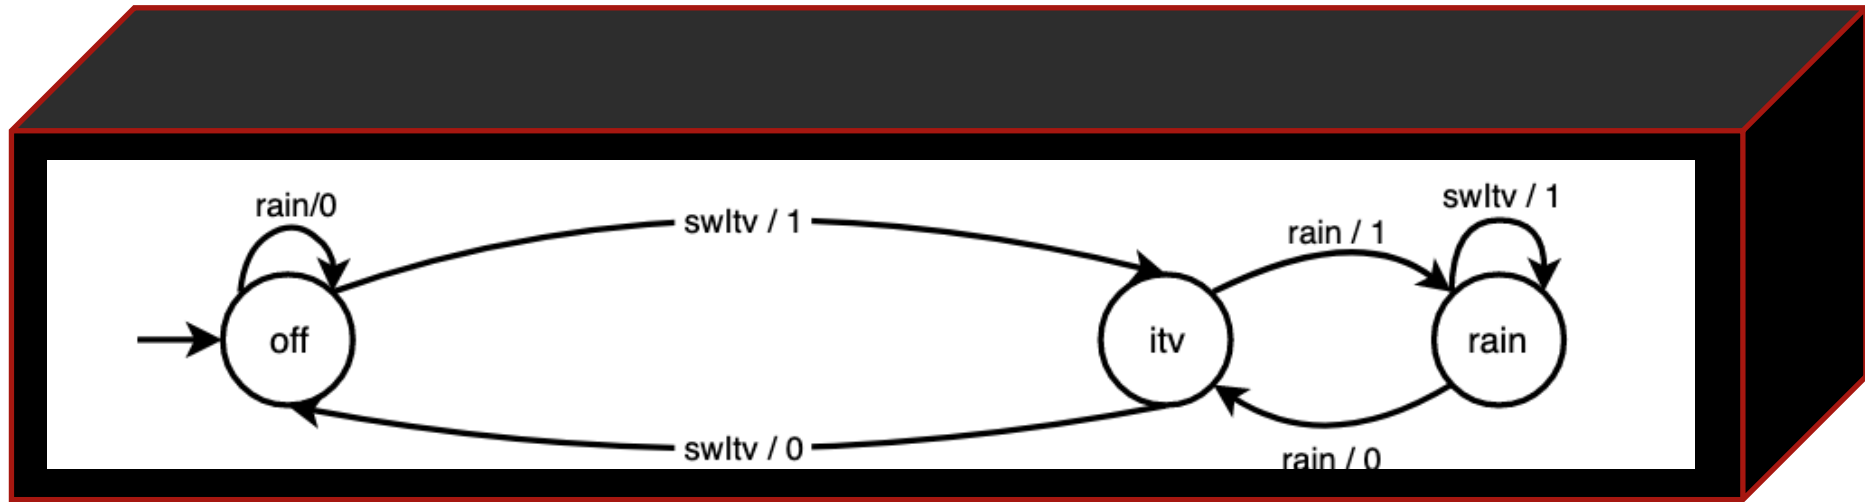 rain/0
swItv / 1
swItv / 1
rain / 1
off
itv
rain
swItv / 0
rain / 0